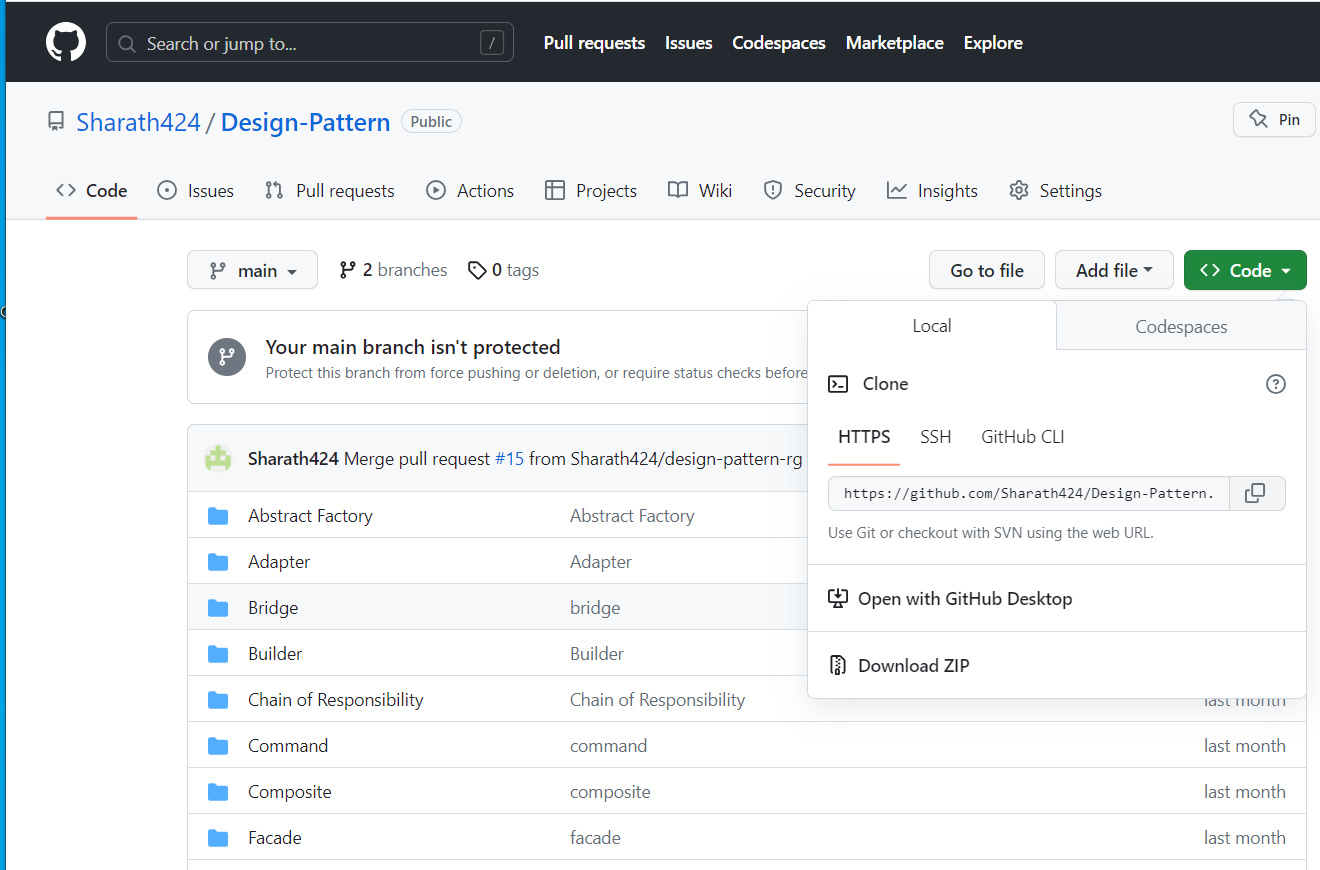 Search or jump to... /
Pull requests Issues Codespaces Marketplace Explore
Sharath424 / Design-Pattern Public
Pin
Code Issues Pull requests Actions Projects Wiki Security Insights Settings
main 2 branches 0 tags
Go to file Add file Code
Your main branch isn't protected
Protect this branch from force pushing or deletion, or require status checks before
Local Codespaces
Clone ?
HTTPS SSH GitHub CLI
https://github.com/Sharath424/Design-Pattern.
Use Git or checkout with SVN using the web URL.
Open with GitHub Desktop
Download ZIP
Sharath424 Merge pull request #15 from Sharath424/design-pattern-rg
Abstract Factory Abstract Factory
Adapter Adapter
Bridge bridge
Builder Builder
Chain of Responsibility Chain of Responsibility last month
Command command last month
Composite composite last month
Facade facade last month